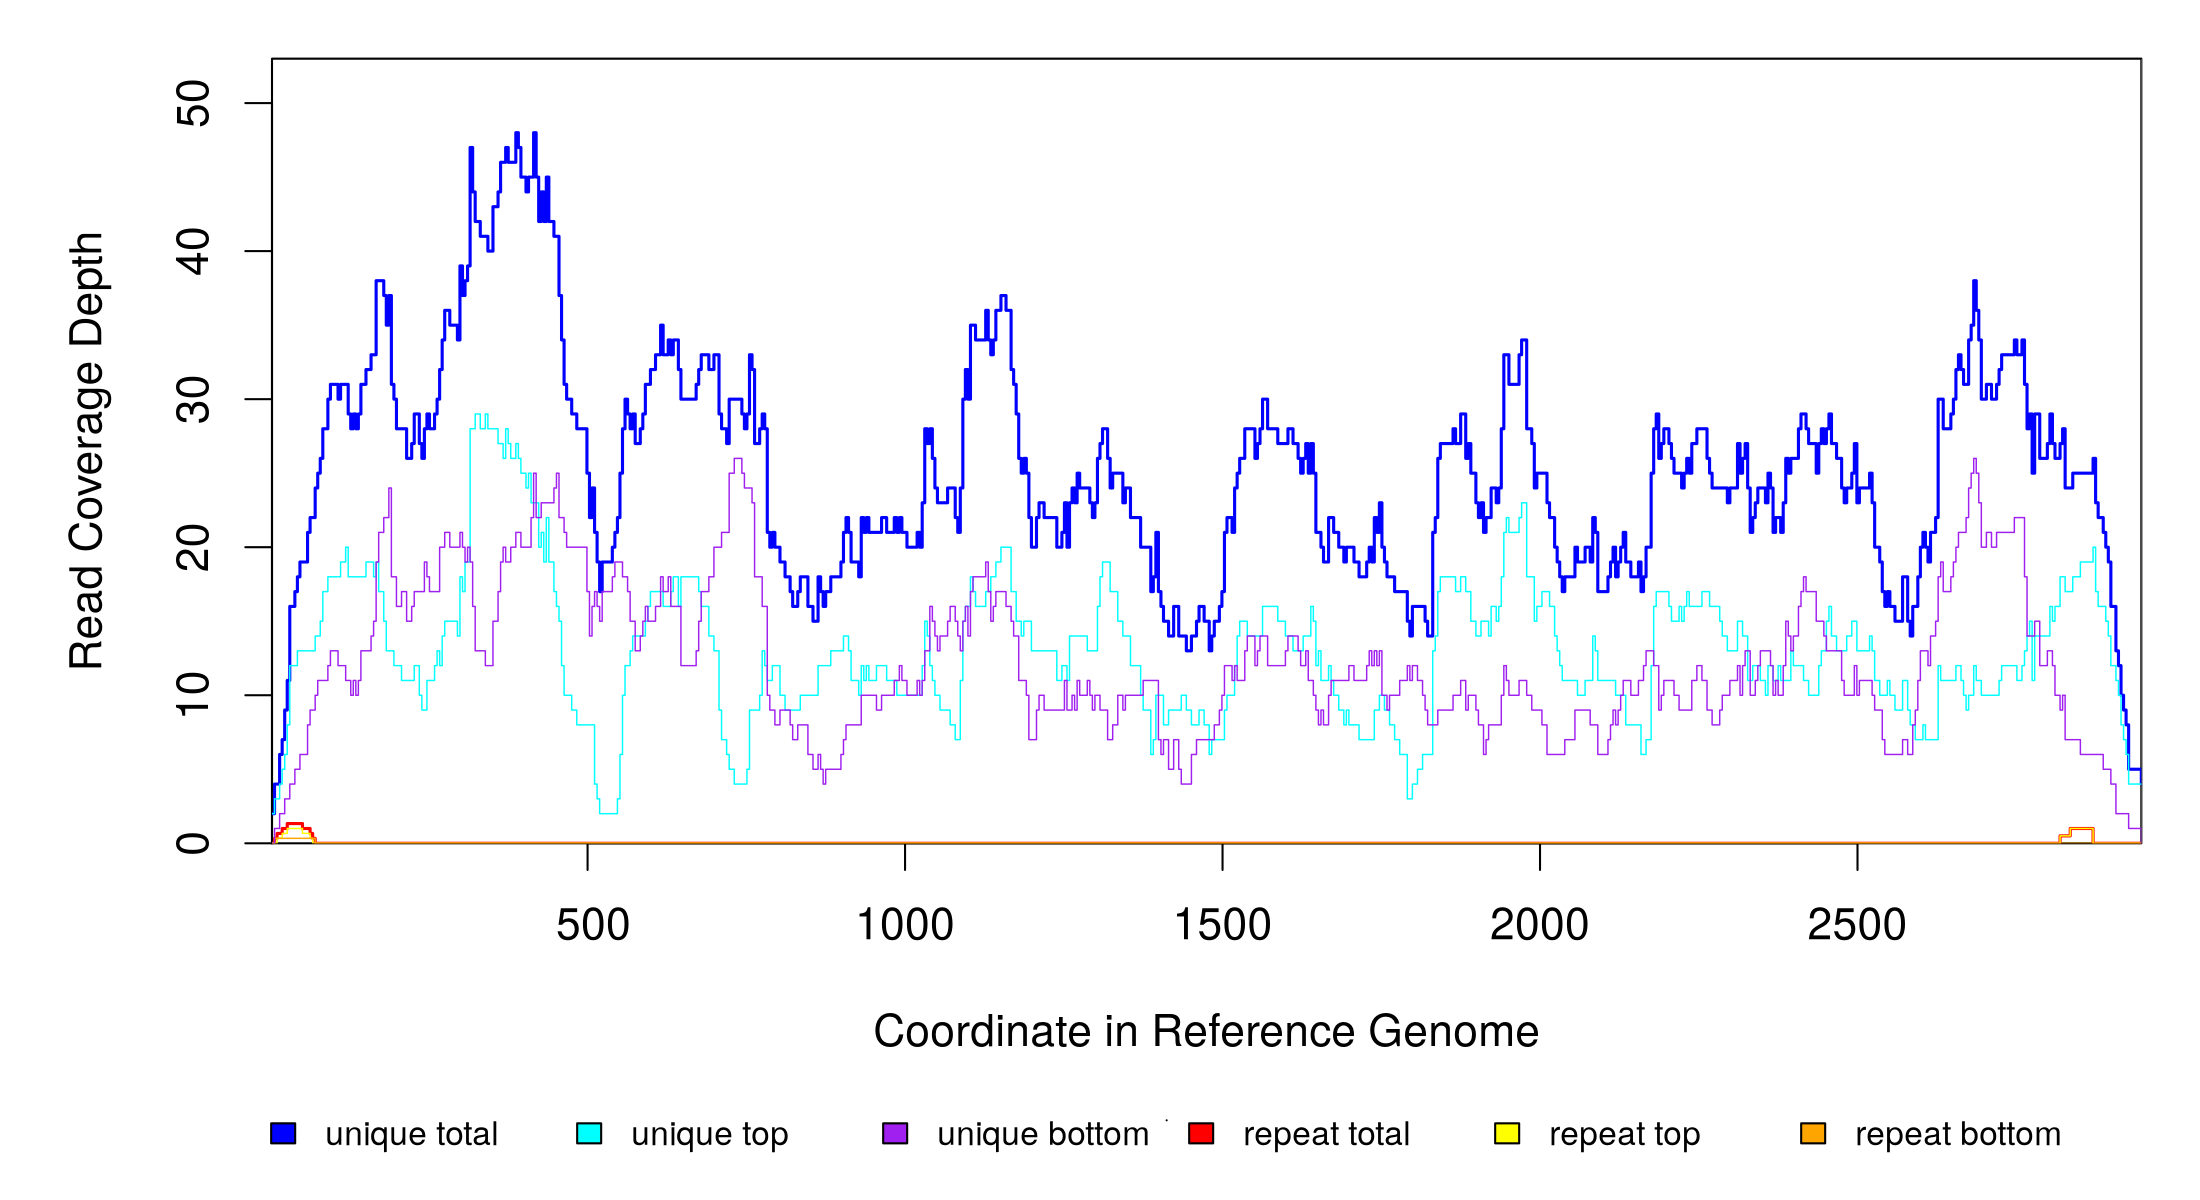 50
40
30
20
10
0
Read Coverage Depth
500 1000 1500 2000 2500
Coordinate in Reference Genome
unique total unique top unique bottom repeat total repeat top repeat bottom